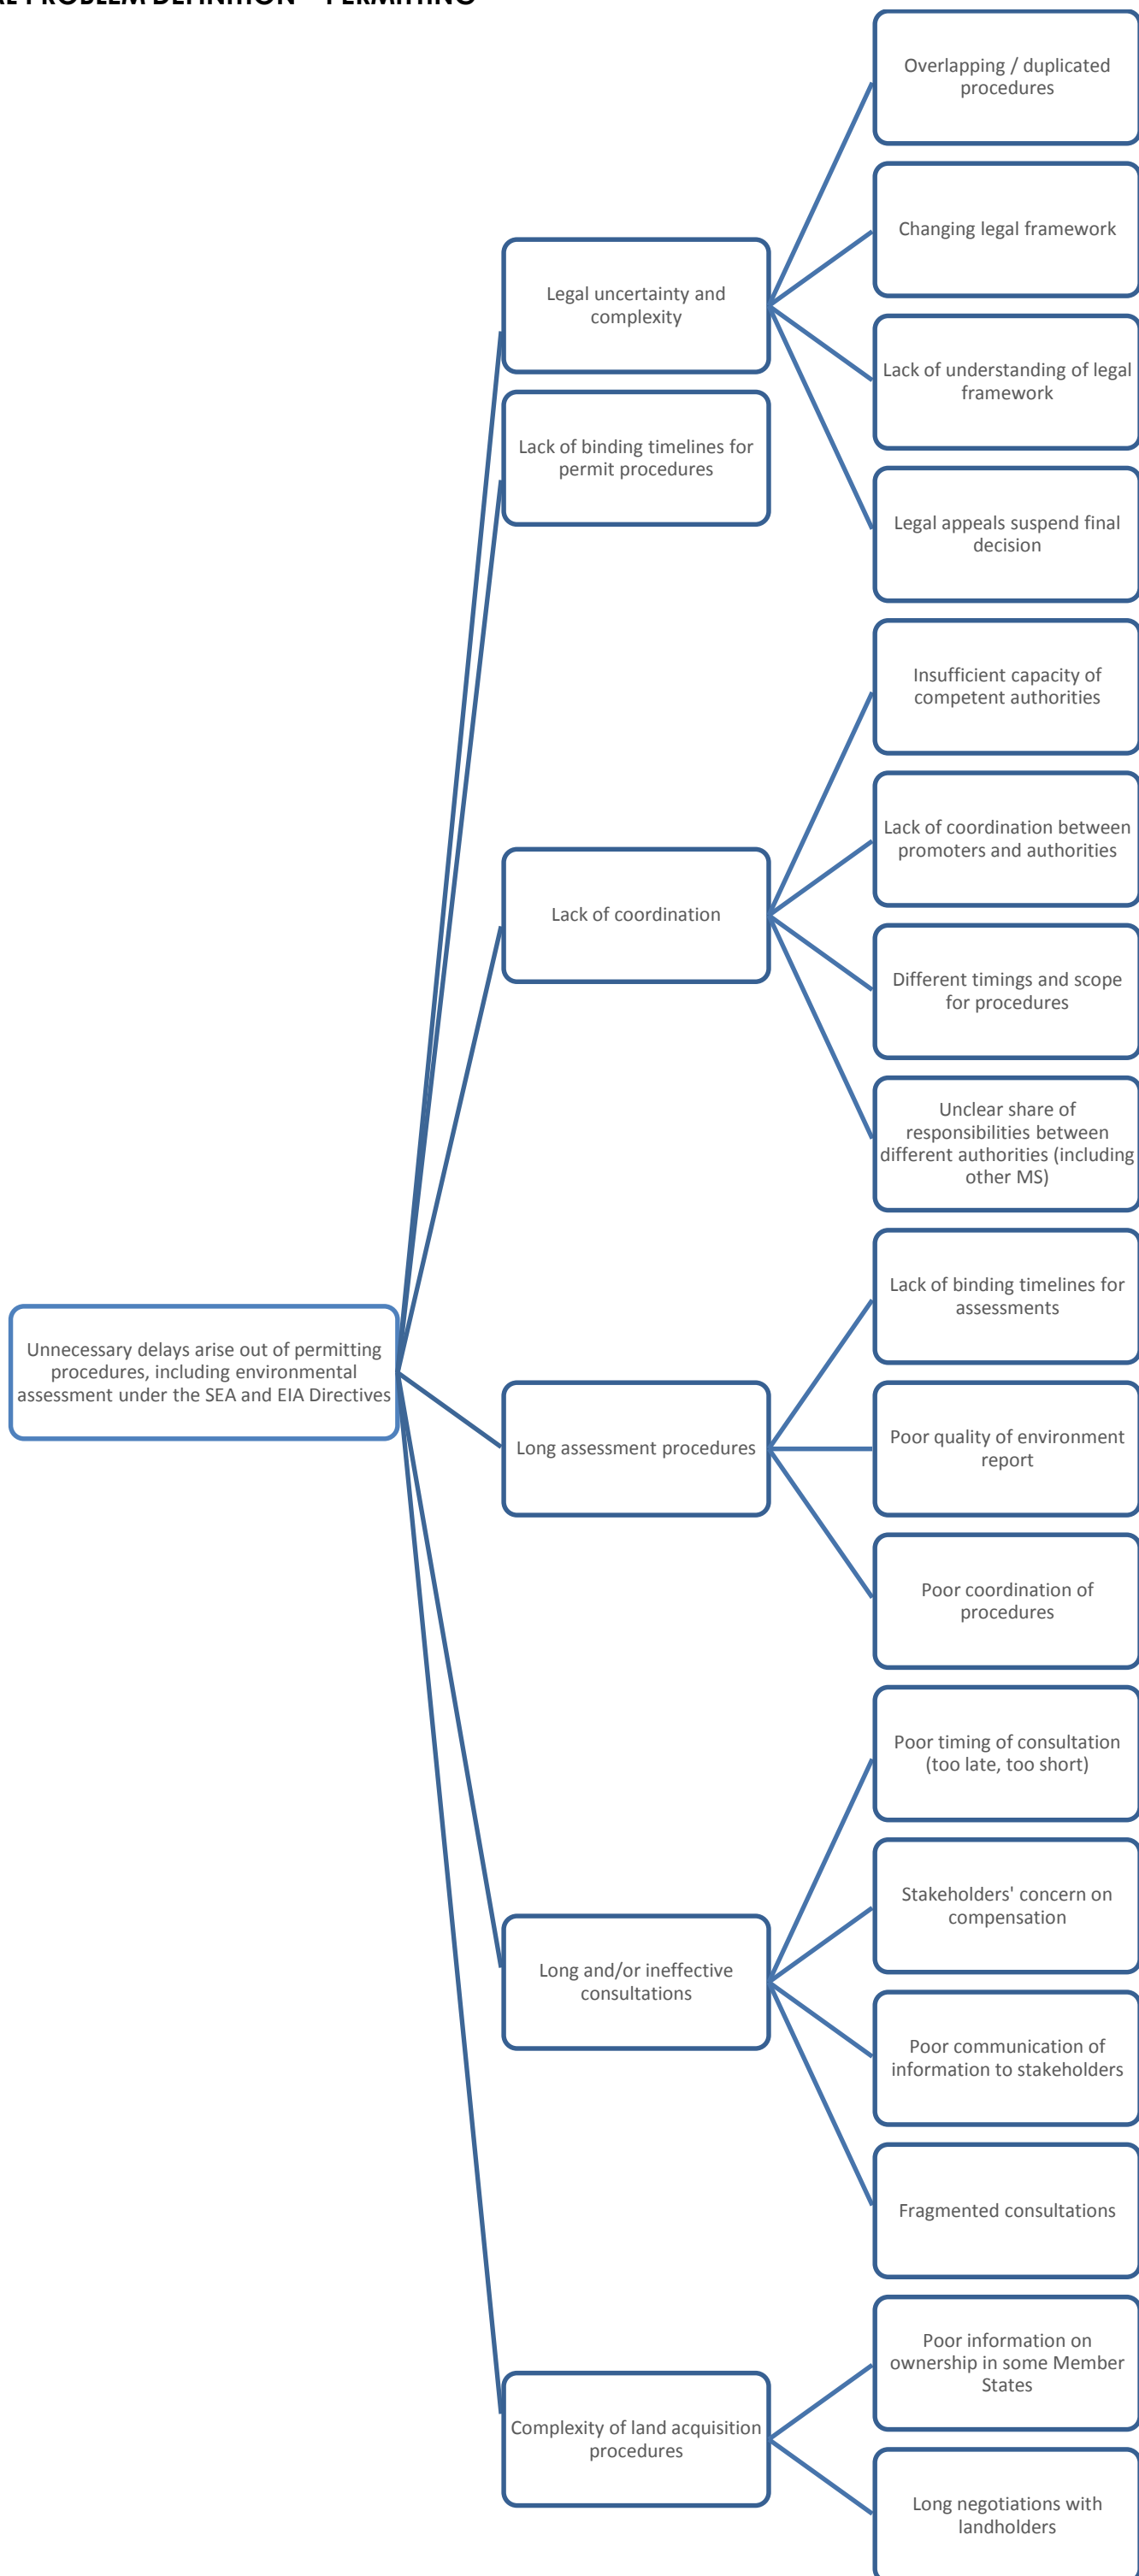 PROBLEM DEFINITION – PERMITTING
Overlapping / duplicated
procedures
Changing legal framework
Legal uncertainty and
complexity
Lack of understanding of legal
framework
Lack of binding timelines for
permit procedures
Legal appeals suspend final
decision
Insufficient capacity of
competent authorities
Lack of coordination between
promoters and authorities
Lack of coordination
Different timings and scope
for procedures
Unclear share of
responsibilities between
different authorities (including
other MS)
Lack of binding timelines for
assessments
Unnecessary delays arise out of permitting
procedures, including environmental
assessment under the SEA and EIA Directives
Long assessment procedures
Poor quality of environment
report
Poor coordination of
procedures
Poor timing of consultation
(too late, too short)
Stakeholders' concern on
compensation
Long and/or ineffective
consultations
Poor communication of
information to stakeholders
Fragmented consultations
Poor information on
ownership in some Member
States
Complexity of land acquisition
procedures
Long negotiations with
landholders